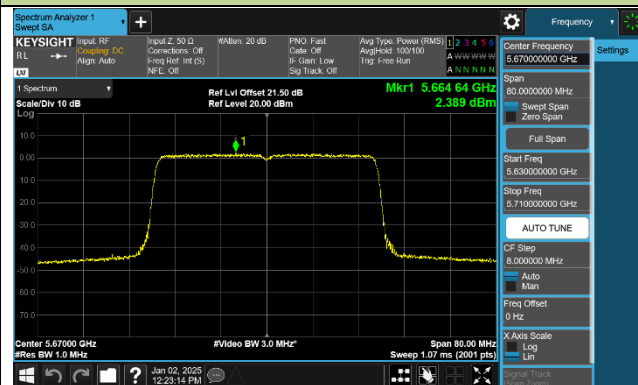 Spectrum Analyzer 1
Swept SA
Frequency
KEYSIGHT
RL
LXI
Input: RF
Coupling: DC
Align: Auto
Input Z: 50 Ω
Corrections: Off
Freq Ref: Int (S)
NFE: Off
#Atten: 20 dB
PNO: Fast
Gate: Off
IF Gain: Low
Sig Track: Off
Avg Type: Power (RMS)
Avg|Hold: 100/100
Trig: Free Run
1 2 3 4 5 6
A W W W W W
A N N N N N
Center Frequency
5.670000000 GHz
Settings
Span
80.0000000 MHz
Swept Span
Zero Span
Full Span
Start Freq
5.630000000 GHz
Stop Freq
5.710000000 GHz
AUTO TUNE
CF Step
8.000000 MHz
Auto
Man
Freq Offset
0 Hz
X Axis Scale
Log
Lin
Signal Track
(Span Zoom)
1 Spectrum
Scale/Div 10 dB
Log
Ref Lvl Offset 21.50 dB
Ref Level 20.00 dBm
Mkr1 5.664 64 GHz
2.389 dBm
1
10.0
0.00
-10.0
-20.0
-30.0
-40.0
-50.0
-60.0
-70.0
Center 5.67000 GHz
#Res BW 1.0 MHz
#Video BW 3.0 MHz*
Span 80.00 MHz
Sweep 1.07 ms (2001 pts)
?
Jan 02, 2025
12:23:14 PM